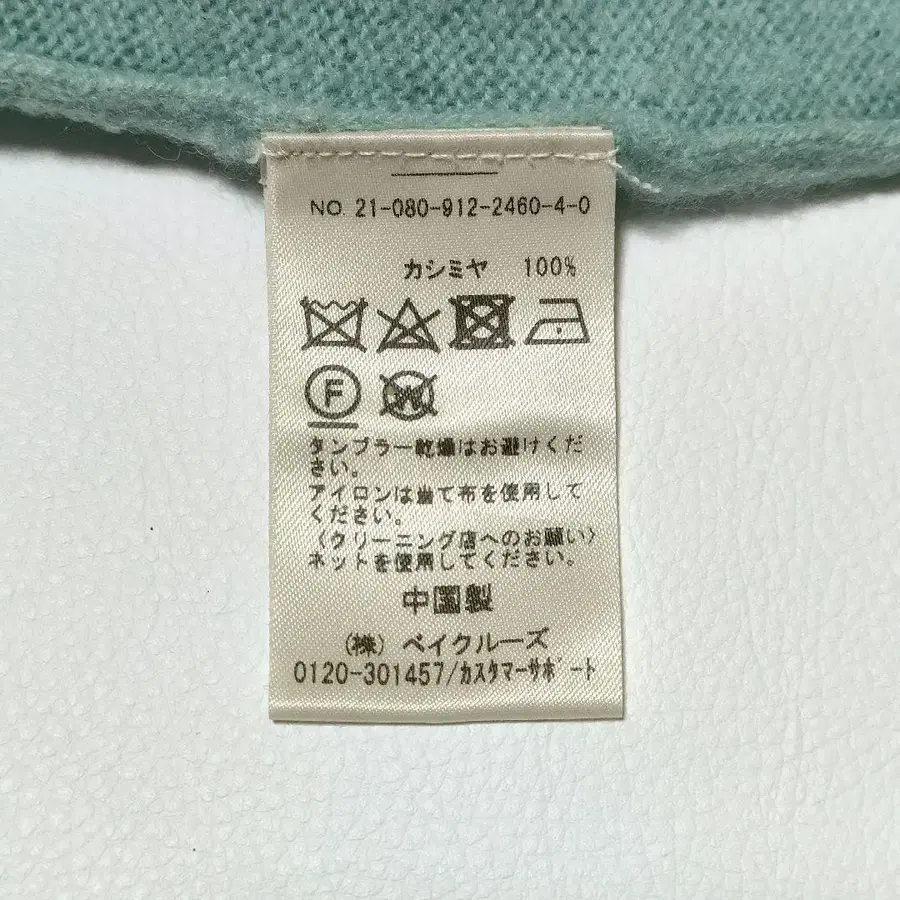 NO. 21-080-912-2460-4-0
カシミヤ 100%
F
W
タンブラー乾燥はお避けくだ
さい。
アイロンは当て布を使用して
ください。
〈クリーニング店へのお願い〉
ネットを使用してください。
中国製
(株) ベイクルーズ
0120-301457/ｶｽﾀﾏｰｻﾎﾟｰﾄ